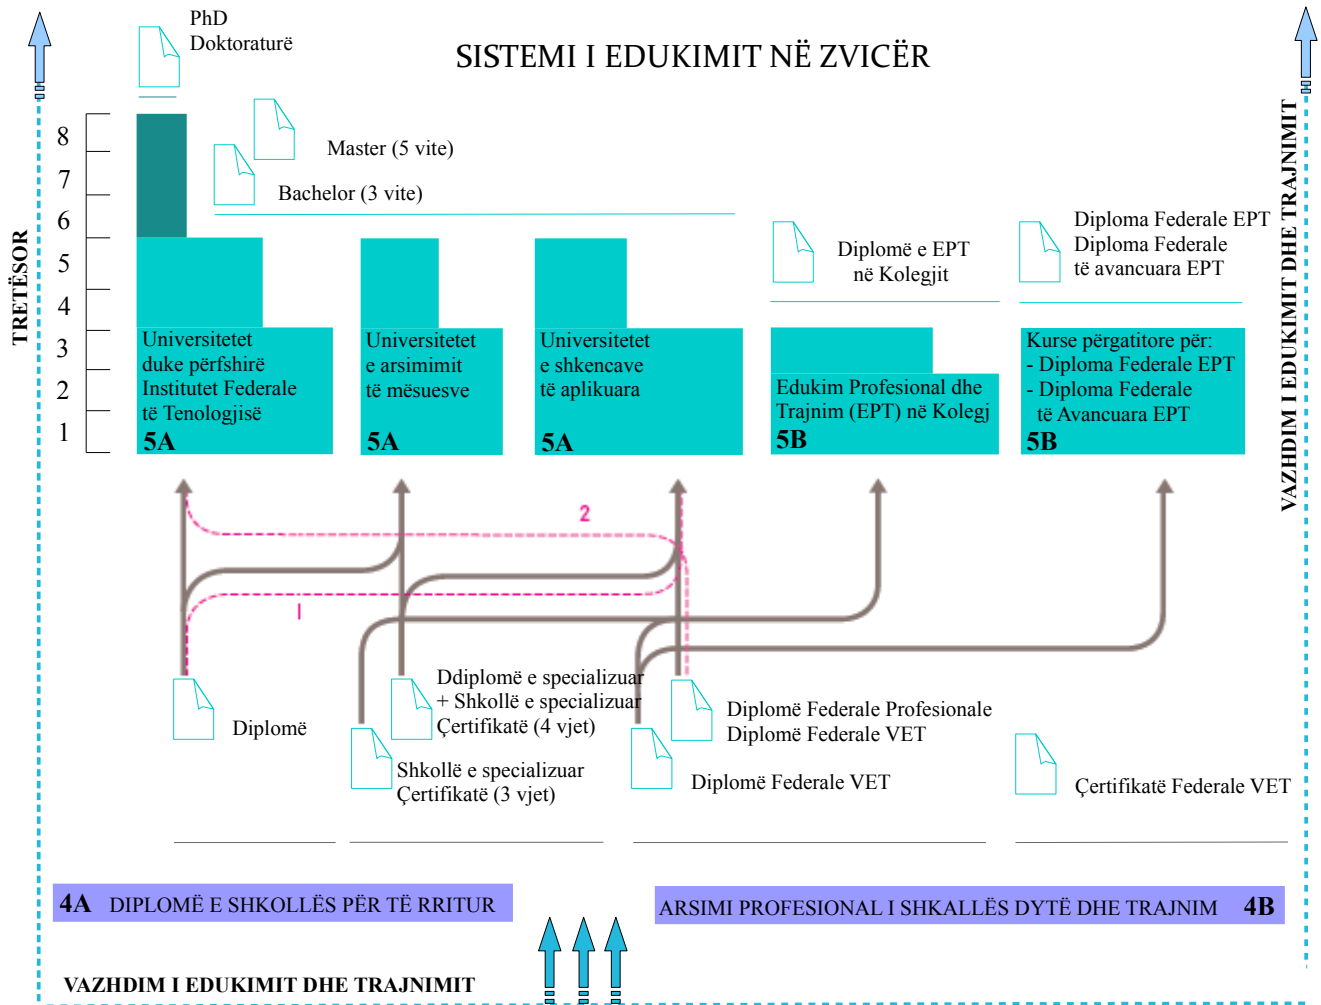 PhD
Doktoraturë
SISTEMI I EDUKIMIT NË ZVICËR
8
7
6
5
4
3
2
1
TRETËSOR
Master (5 vite)
Bachelor (3 vite)
Diplomë e EPT
në Kolegjit
Diploma Federale EPT
Diploma Federale
të avancuara EPT
VAZHDIM I EDUKIMIT DHE TRAJNIMIT
Universitetet
duke përfshirë
Institutet Federale
të Tenologjisë
5A
Universitetet
e arsimimit
të mësuesve
5A
Universitetet
e shkencave
të aplikuara
5A
Edukim Profesional dhe
Trajnim (EPT) në Kolegj
5B
Kurse përgatitore për:
- Diploma Federale EPT
- Diploma Federale
të Avancuara EPT
5B
2
1
Diplomë
Ddiplomë e specializuar
+ Shkollë e specializuar
Çertifikatë (4 vjet)
Shkollë e specializuar
Çertifikatë (3 vjet)
Diplomë Federale Profesionale
Diplomë Federale VET
Diplomë Federale VET
Çertifikatë Federale VET
4A DIPLOMË E SHKOLLËS PËR TË RRITUR
ARSIMI PROFESIONAL I SHKALLËS DYTË DHE TRAJNIM 4B
VAZHDIM I EDUKIMIT DHE TRAJNIMIT